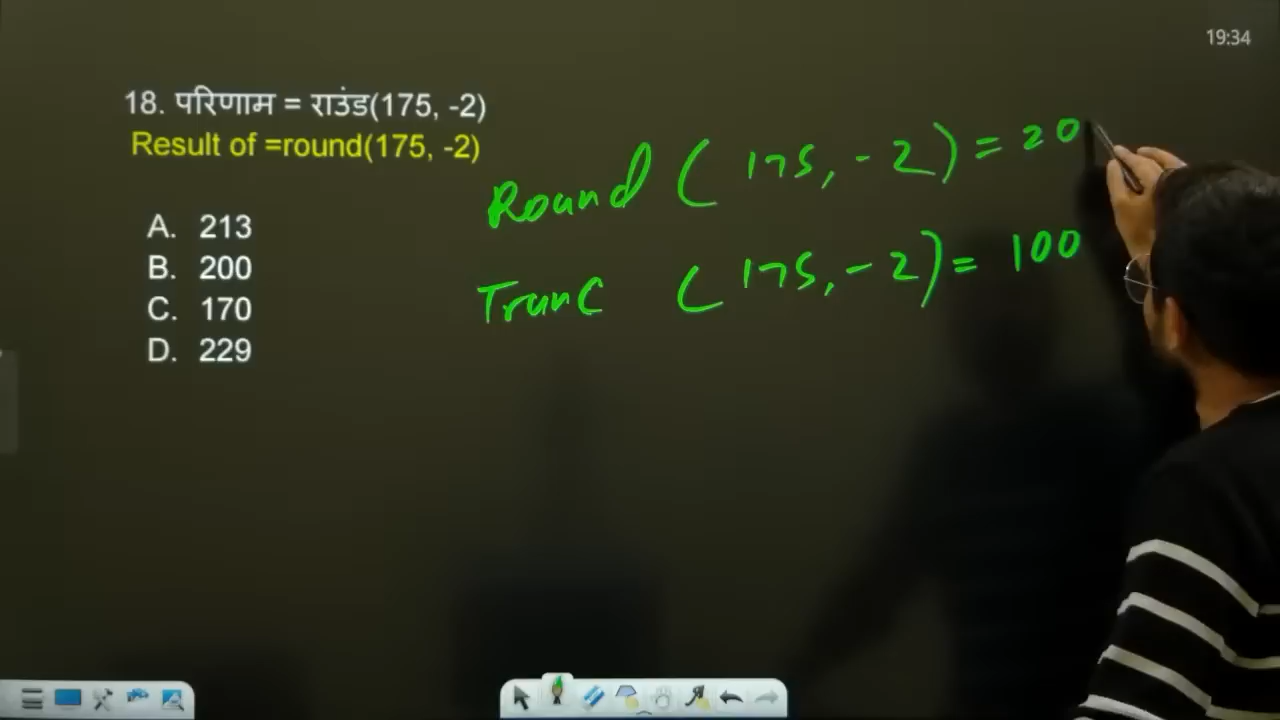 19:34
18. परिणाम = राउंड(175, -2)
Result of =round(175, -2)
Round ( 175, -2) = 20
Trunc ( 175, -2) = 100
A. 213
B. 200
C. 170
D. 229